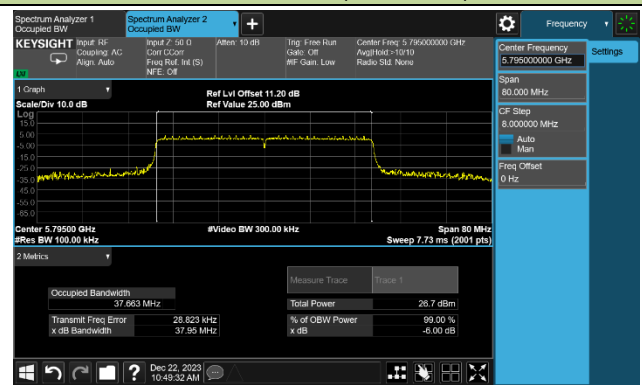 Spectrum Analyzer 1
Occupied BW
Spectrum Analyzer 2
Occupied BW
Frequency
KEYSIGHT
Input: RF
Coupling: AC
Align: Auto
Input Z: 50 Ω
Corr CCorr
Freq Ref: Int (S)
NFE: Off
Atten: 10 dB
Trig: Free Run
Gate: Off
#IF Gain: Low
Center Freq: 5.795000000 GHz
Avg|Hold:>10/10
Radio Std: None
Center Frequency
5.795000000 GHz
Settings
Span
80.000 MHz
CF Step
8.000000 MHz
Auto
Man
Freq Offset
0 Hz
1 Graph
Scale/Div 10.0 dB
Ref Lvl Offset 11.20 dB
Ref Value 25.00 dBm
Log
15.0
5.00
-5.00
-15.0
-25.0
-35.0
-45.0
-55.0
-65.0
Center 5.79500 GHz
#Video BW 300.00 kHz
Span 80 MHz
#Res BW 100.00 kHz
Sweep 7.73 ms (2001 pts)
2 Metrics
Measure Trace
Trace 1
Occupied Bandwidth
37.663 MHz
Total Power
26.7 dBm
Transmit Freq Error
28.823 kHz
% of OBW Power
99.00 %
x dB Bandwidth
37.95 MHz
x dB
-6.00 dB
Dec 22, 2023
10:49:32 AM